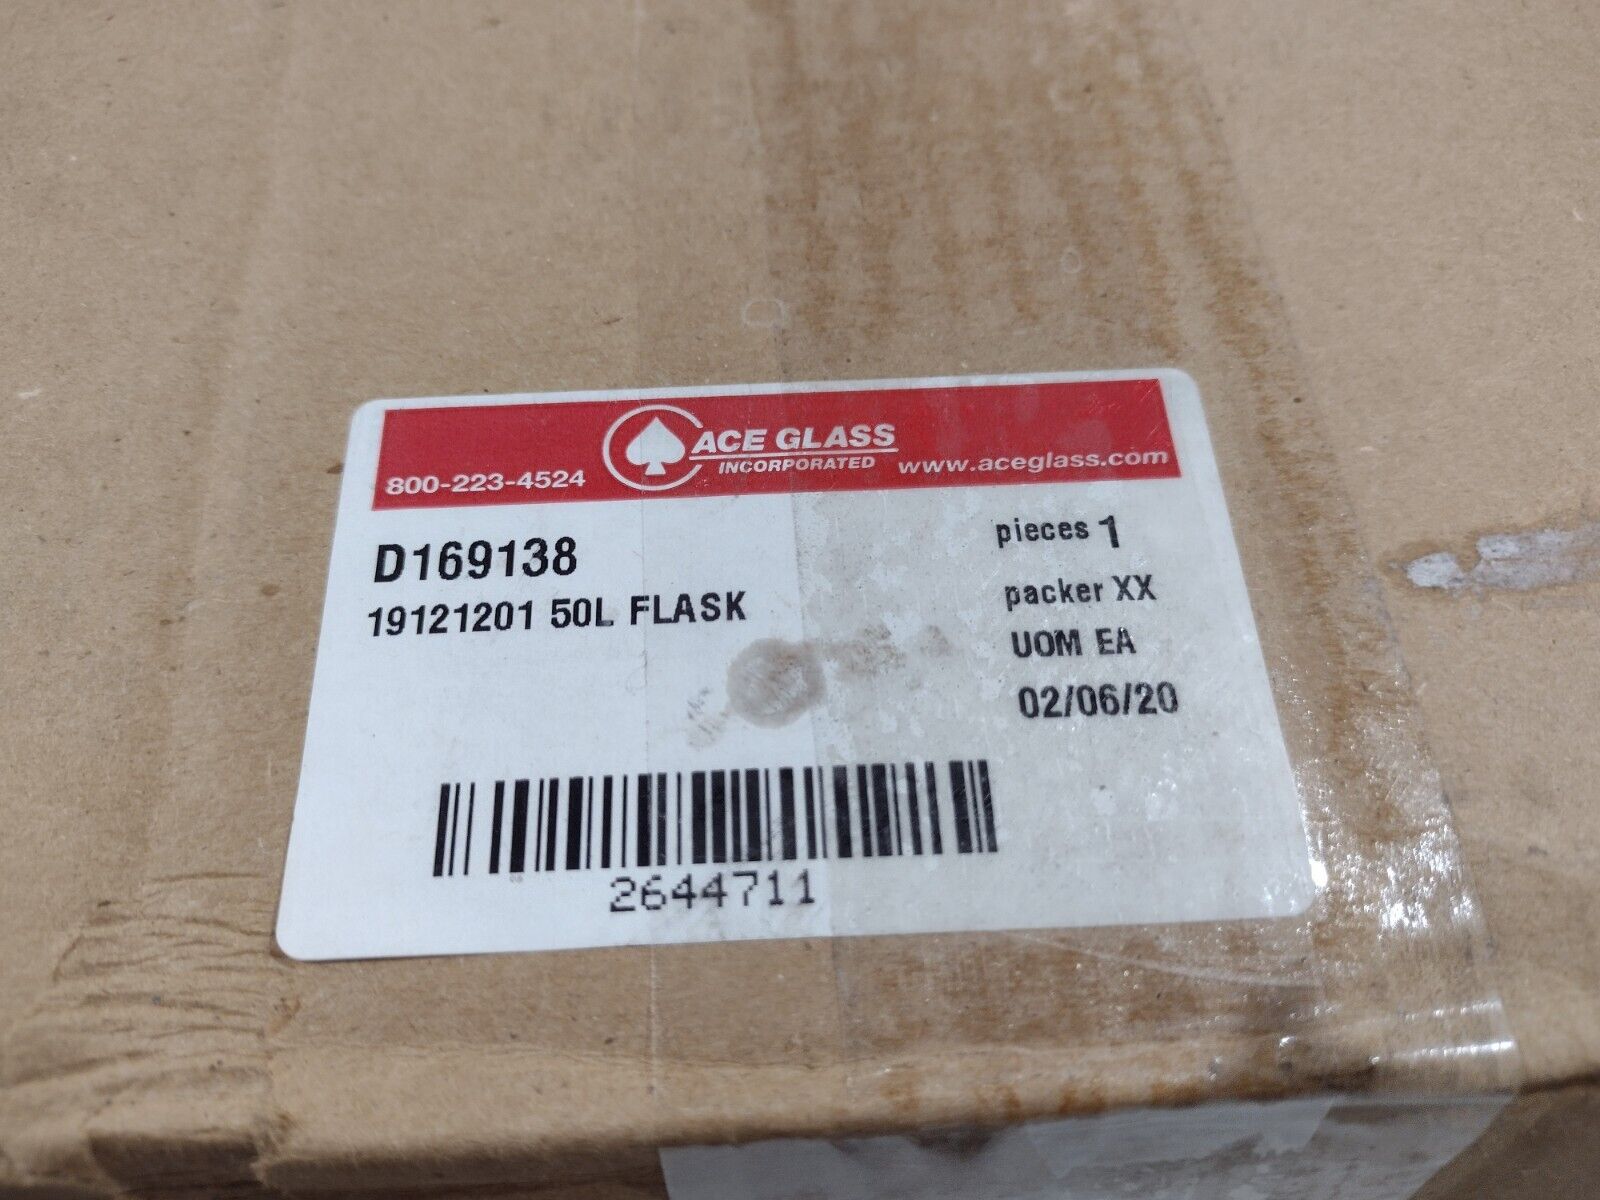 800-223-4524
ACE GLASS
INCORPORATED
www.aceglass.com
D169138
19121201 50L FLASK
pieces 1
packer XX
UOM EA
02/06/20
2644711